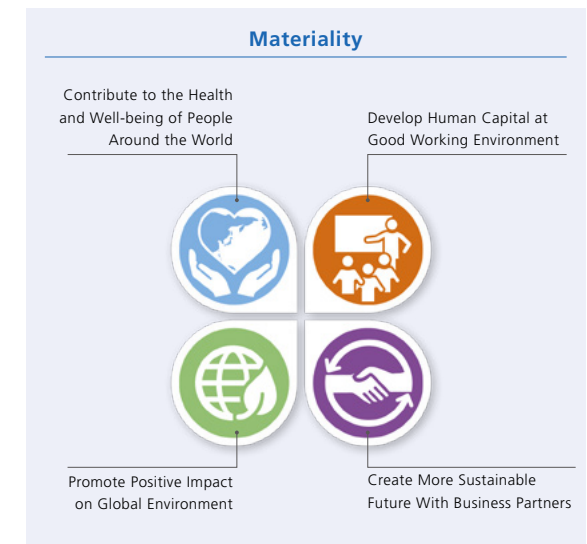 Materiality
Contribute to the Health
and Well-being of People
Around the World
Develop Human Capital at
Good Working Environment
Promote Positive Impact
on Global Environment
Create More Sustainable
Future With Business Partners